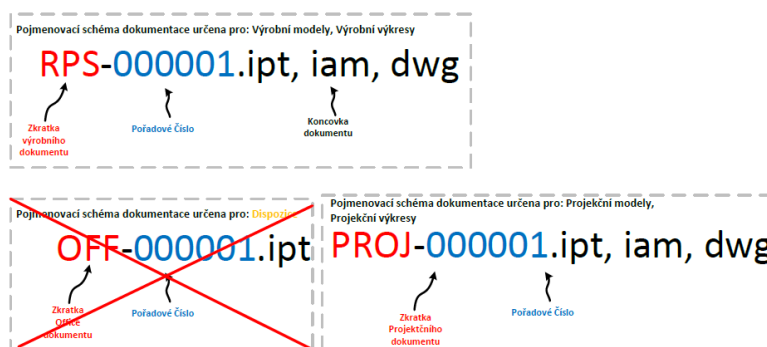 Pojmenovací schéma dokumentace určena pro: Výrobní modely, Výrobní výkresy
RPS-000001.ipt, iam, dwg
Zkratka
výrobního
dokumentu
Pořadové Číslo
Koncovka
dokumentu
Pojmenovací schéma dokumentace určena pro: Dispozice
OFF-000001.ipt
Zkratka
Office
dokumentu
Pořadové Číslo
Pojmenovací schéma dokumentace určena pro: Projekční modely,
Projekční výkresy
PROJ-000001.ipt, iam, dwg
Zkratka
Projektčního
dokumentu
Pořadové Číslo